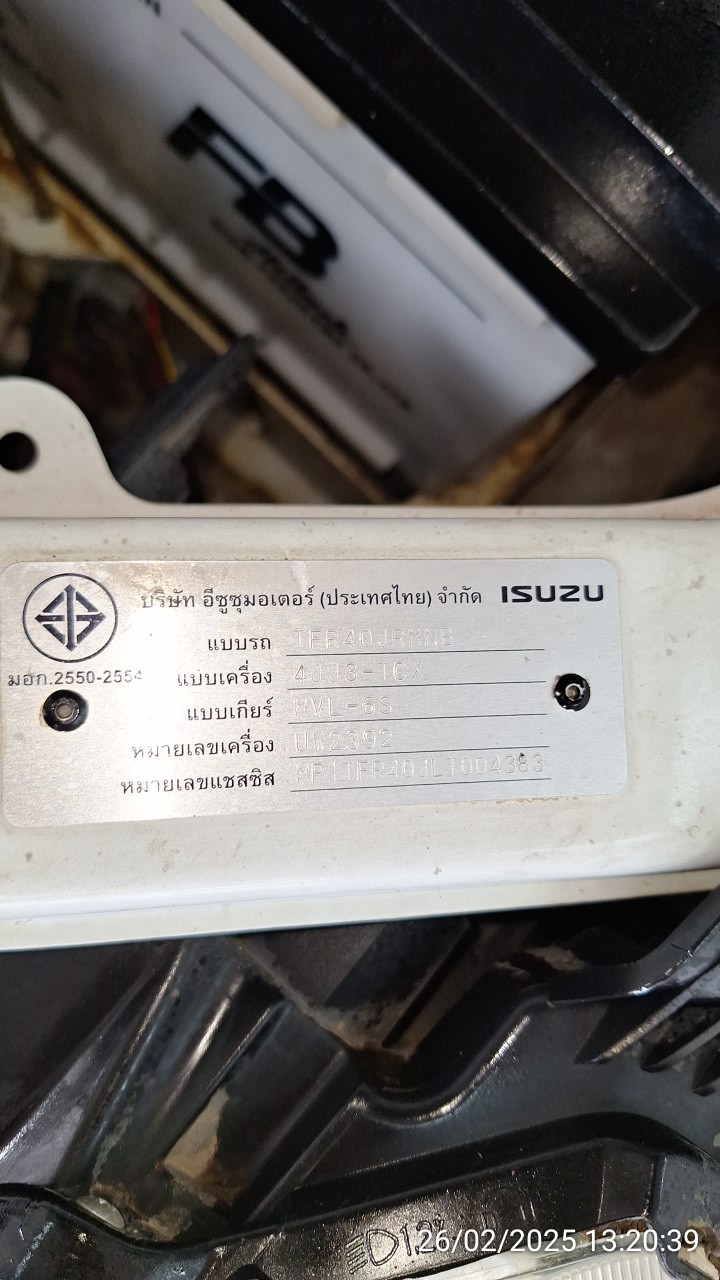 FB
บริษัท อีซูซุมอเตอร์ (ประเทศไทย) จำกัด ISUZU
มอก.2550-2554
แบบรถ
แบบเครื่อง 4JJ3-TCX
แบบเกียร์ MVL-6S
หมายเลขเครื่อง UW2392
หมายเลขแชสซิส
26/02/2025 13:20:39